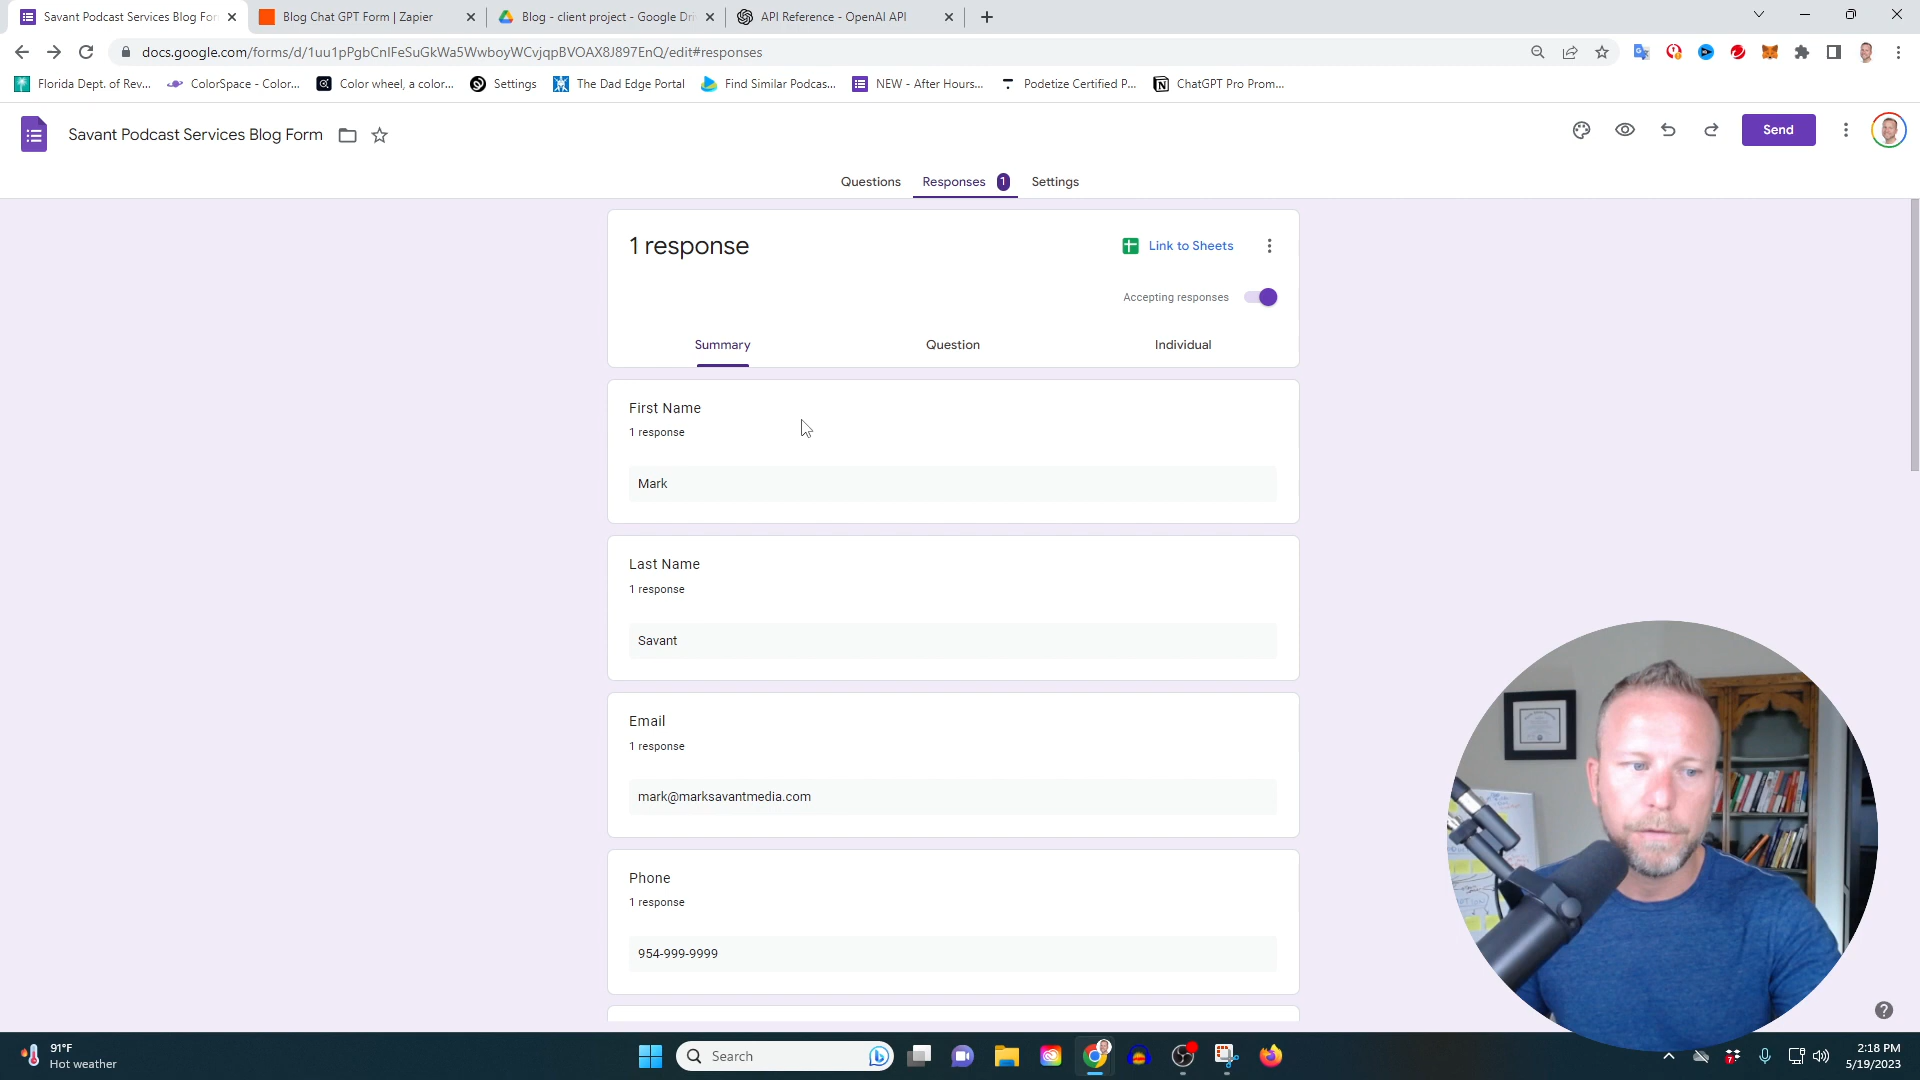 Savant Podcast Services Blog For
Blog Chat GPT Form | Zapier
Blog - client project - Google Dri
API Reference - OpenAI API
docs.google.com/forms/d/1uu1pPgbCnIFeSuGkWa5WwboyWCvjqpBVOAX8J897EnQ/edit#responses
Florida Dept. of Rev...
ColorSpace - Color...
Color wheel, a color...
Settings
The Dad Edge Portal
Find Similar Podcas...
NEW - After Hours...
Podetize Certified P...
ChatGPT Pro Prom...
Savant Podcast Services Blog Form
Send
Questions
Responses 1
Settings
1 response
Link to Sheets
Accepting responses
Summary
Question
Individual
First Name
1 response
Mark
Last Name
1 response
Savant
Email
1 response
mark@marksavantmedia.com
Phone
1 response
954-999-9999
91°F
Hot weather
Search
2:18 PM
5/19/2023